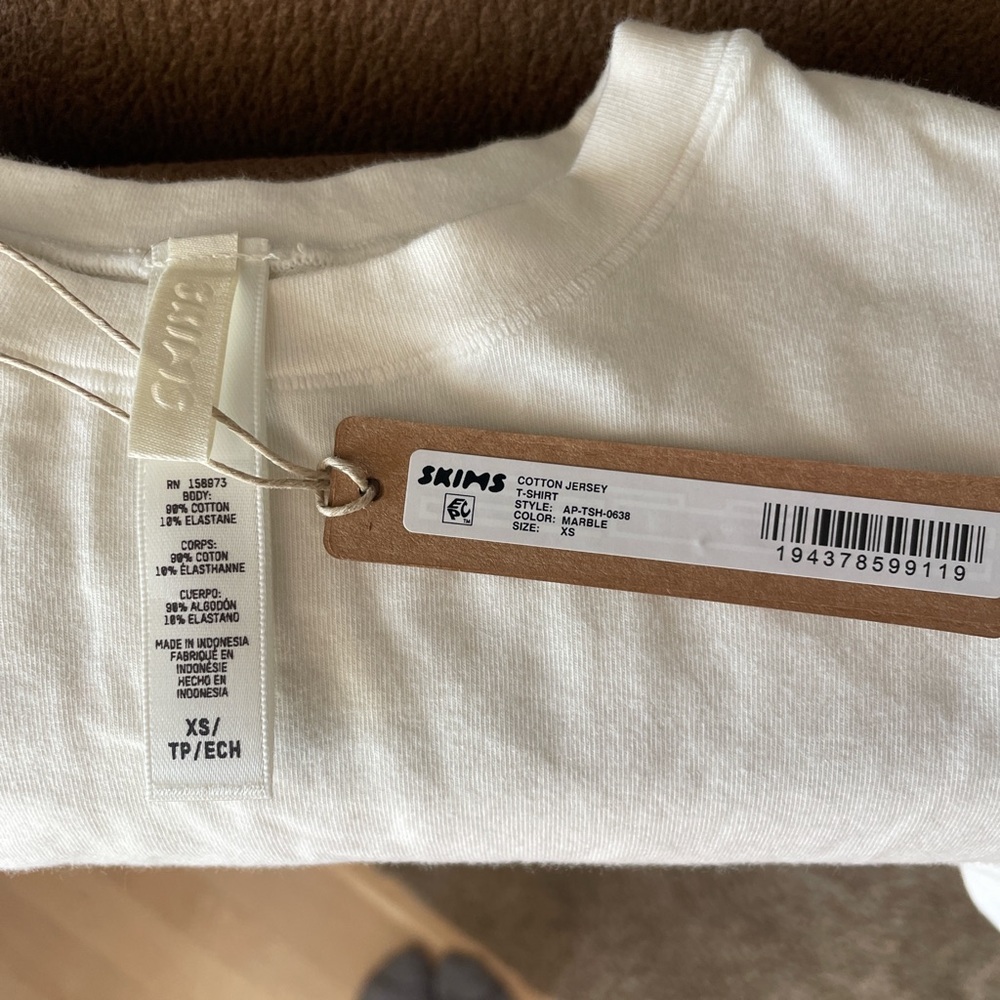 SKIMS
RN 158973
BODY:
90% COTTON
10% ELASTANE
CORPS:
90% COTON
10% ÉLASTHANNE
CUERPO:
90% ALGODÓN
10% ELASTANO
MADE IN INDONESIA
FABRIQUÉ EN
INDONÉSIE
HECHO EN
INDONESIA
XS/
TP/ECH
SKIMS
EPC TM
COTTON JERSEY
T-SHIRT
STYLE: AP-TSH-0638
COLOR: MARBLE
SIZE: XS
194378599119